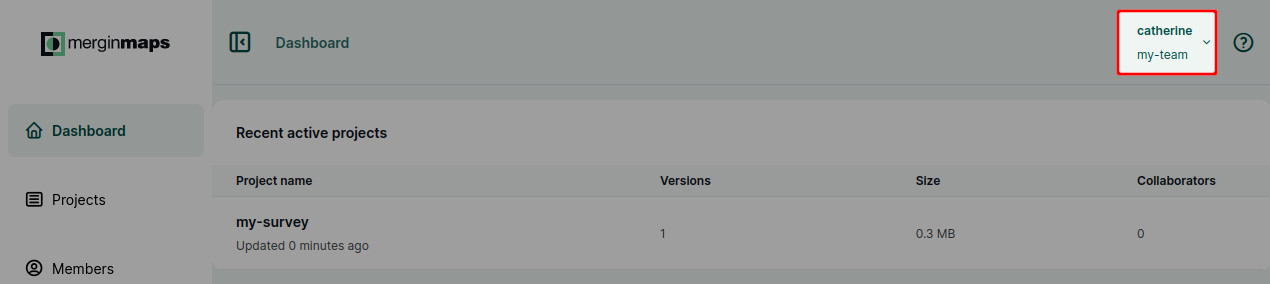 merginmaps
Dashboard
catherine
my-team
Dashboard
Projects
Members
Recent active projects
Project name Versions Size Collaborators
my-survey 1 0.3 MB 0
Updated 0 minutes ago